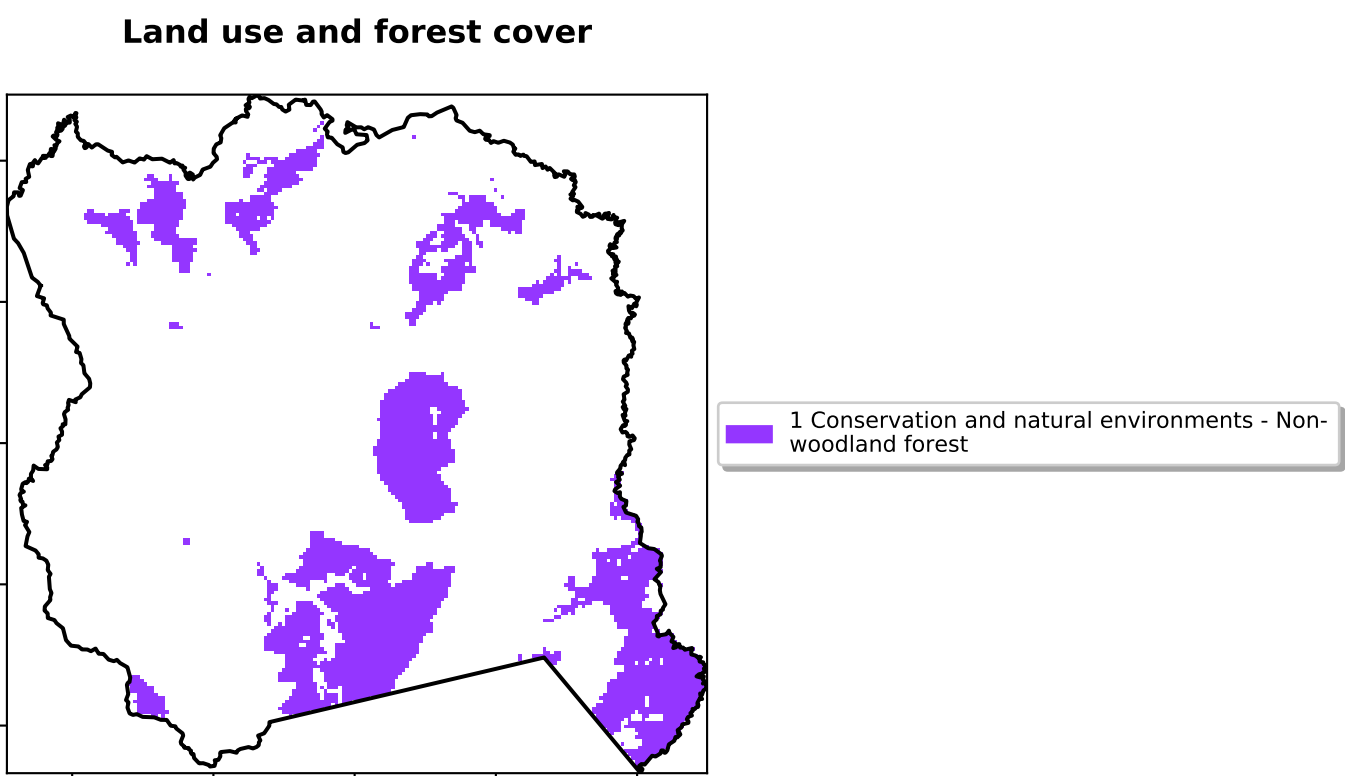 Land use and forest cover
1 Conservation and natural environments - Non-
woodland forest